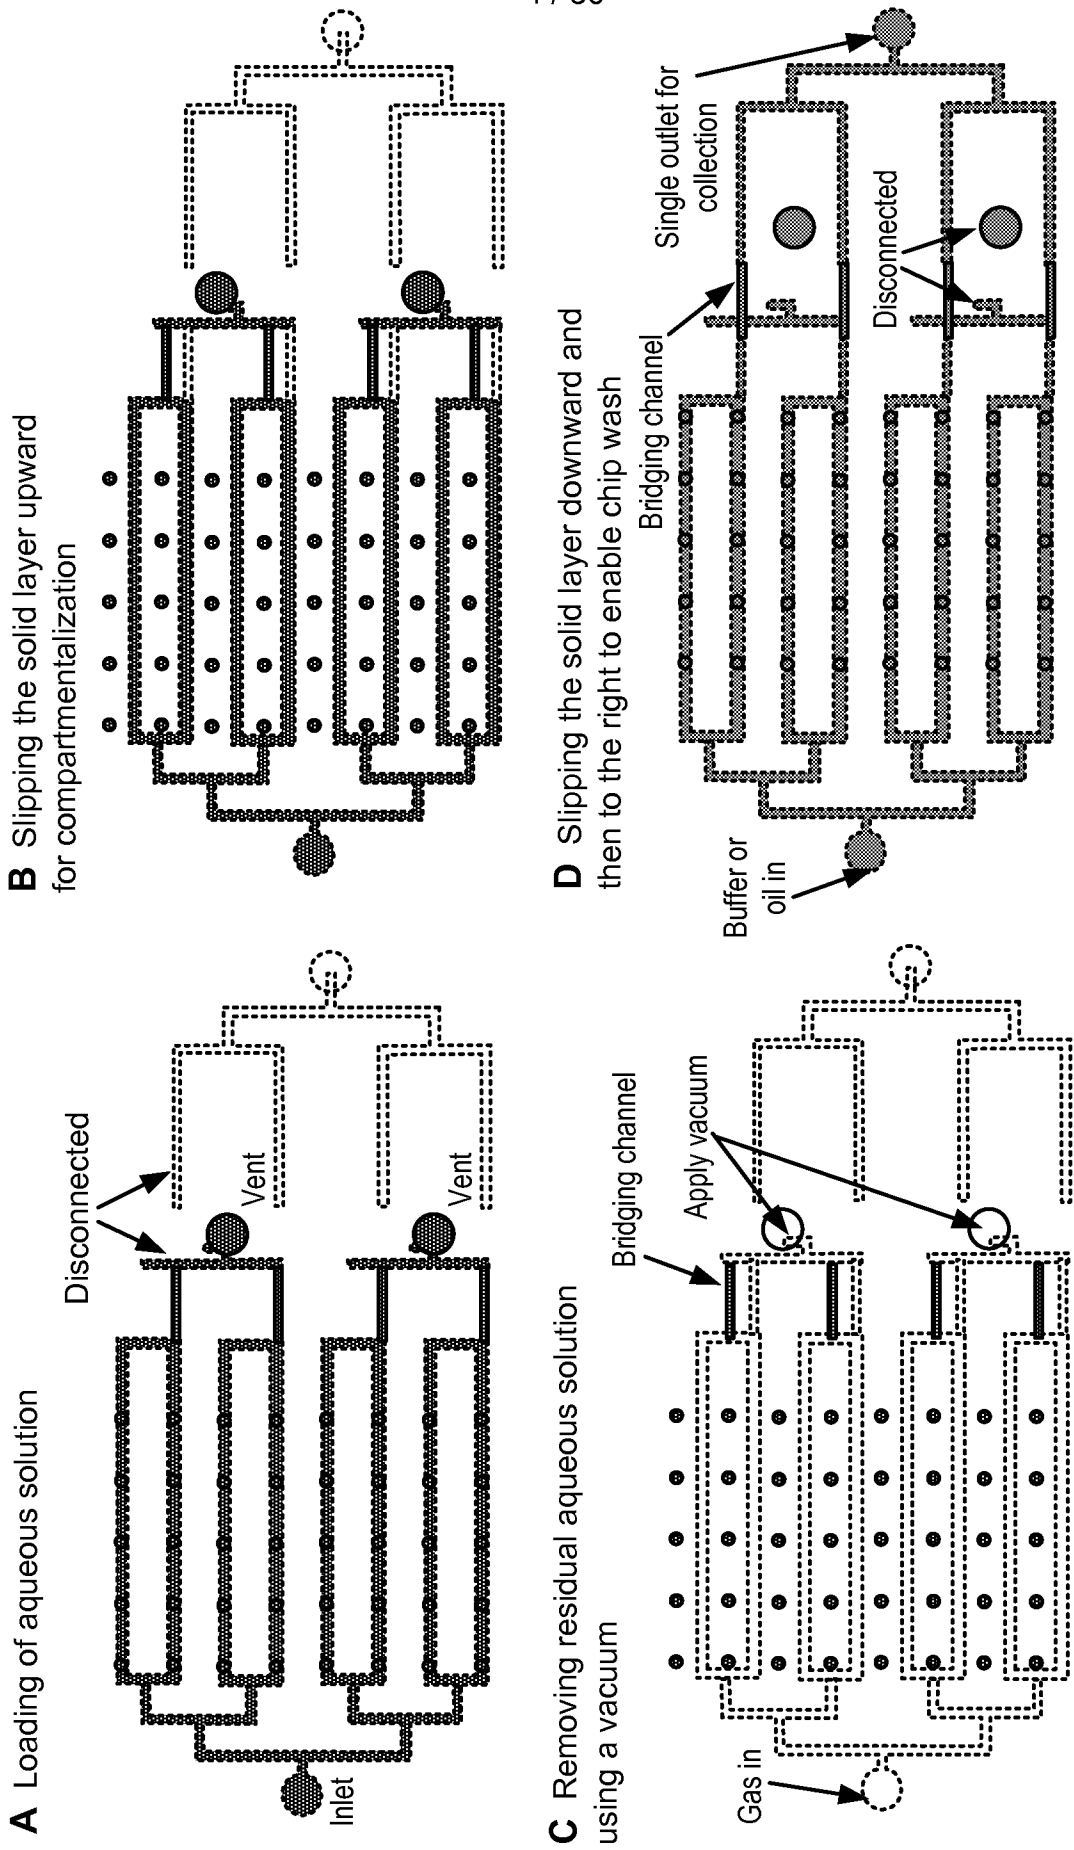 A Loading of aqueous solution
Disconnected
Vent
Vent
Inlet
B Slipping the solid layer upward
for compartmentalization
C Removing residual aqueous solution
using a vacuum
Bridging channel
Apply vacuum
Gas in
D Slipping the solid layer downward and
then to the right to enable chip wash
Bridging channel
Single outlet for
collection
Disconnected
Buffer or
oil in